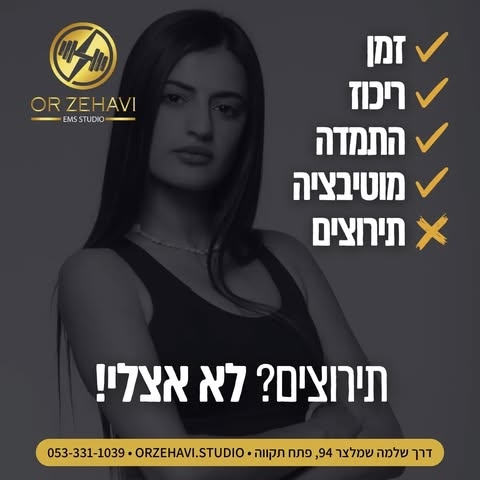 OR ZEHAVI
EMS STUDIO
זמן
ריכוז
התמדה
מוטיבציה
תירוצים
תירוצים? לא אצלי!
דרך שלמה שמלצר 94, פתח תקווה • ORZEHAVI.STUDIO • 053-331-1039